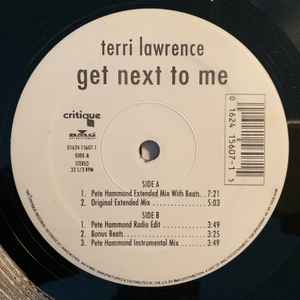 terri lawrence
get next to me
critique
BMG
01624 15607 1
SIDE A
STEREO
33 1/3 RPM
0 1624 15607-1 5
SIDE A
1. Pete Hammond Extended Mix With Beats...7:21
2. Original Extended Mix ............ 5:03
SIDE B
1. Pete Hammond Radio Edit ............ 3:49
2. Bonus Beats ............ 3:45
3. Pete Hammond Instrumental Mix ............ 3:49